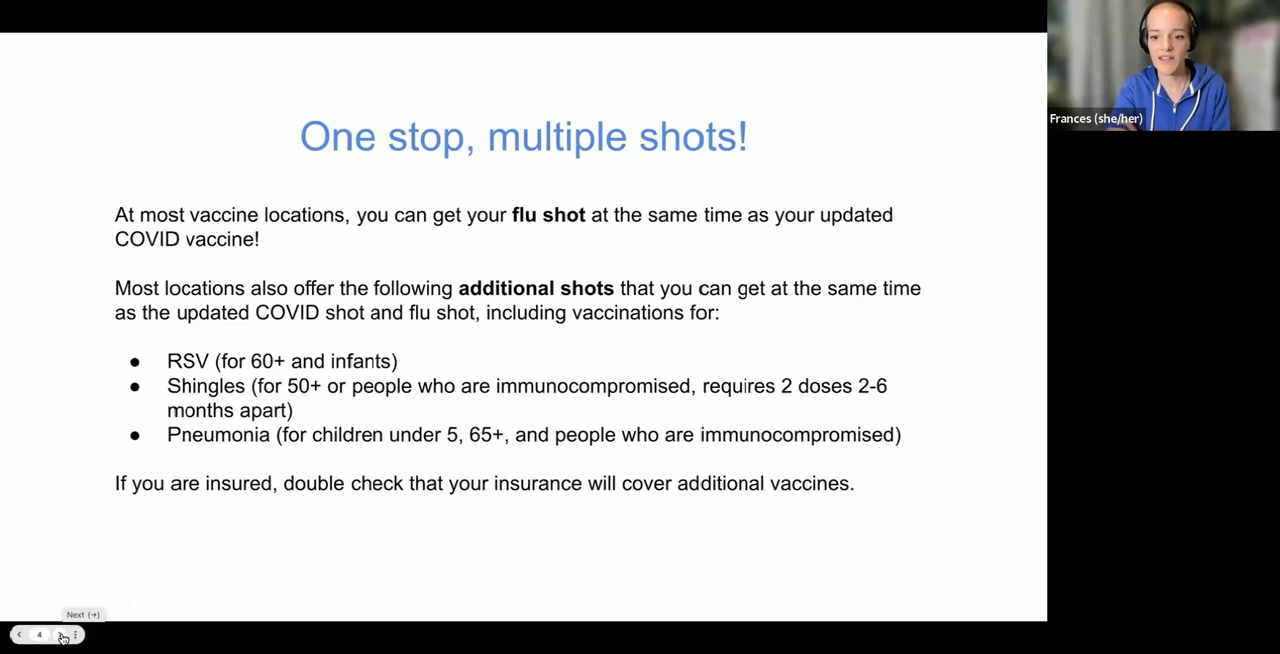 One stop, multiple shots!
At most vaccine locations, you can get your flu shot at the same time as your updated
COVID vaccine!
Most locations also offer the following additional shots that you can get at the same time
as the updated COVID shot and flu shot, including vaccinations for:
● RSV (for 60+ and infants)
● Shingles (for 50+ or people who are immunocompromised, requires 2 doses 2-6
months apart)
● Pneumonia (for children under 5, 65+, and people who are immunocompromised)
If you are insured, double check that your insurance will cover additional vaccines.
Frances (she/her)
Next (→)
4